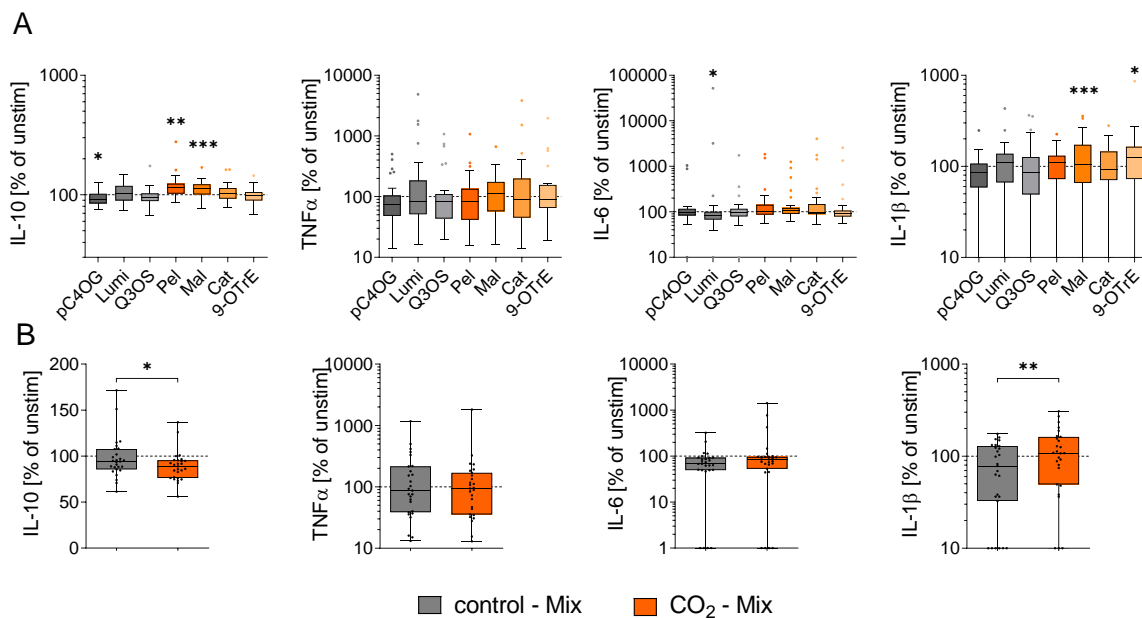 A
IL-10 [% of unstim]
1000
100
*
**
***
pC4OG
Lumi
Q3OS
Pel
Mal
Cat
9-OTrE
TNFα [% of unstim]
10000
1000
100
10
pC4OG
Lumi
Q3OS
Pel
Mal
Cat
9-OTrE
IL-6 [% of unstim]
100000
10000
1000
100
10
1
*
pC4OG
Lumi
Q3OS
Pel
Mal
Cat
9-OTrE
IL-1β [% of unstim]
1000
100
10
***
*
pC4OG
Lumi
Q3OS
Pel
Mal
Cat
9-OTrE
B
IL-10 [% of unstim]
200
150
100
50
0
*
TNFα [% of unstim]
10000
1000
100
10
IL-6 [% of unstim]
10000
1000
100
10
1
IL-1β [% of unstim]
1000
100
10
**
control - Mix
CO₂ - Mix